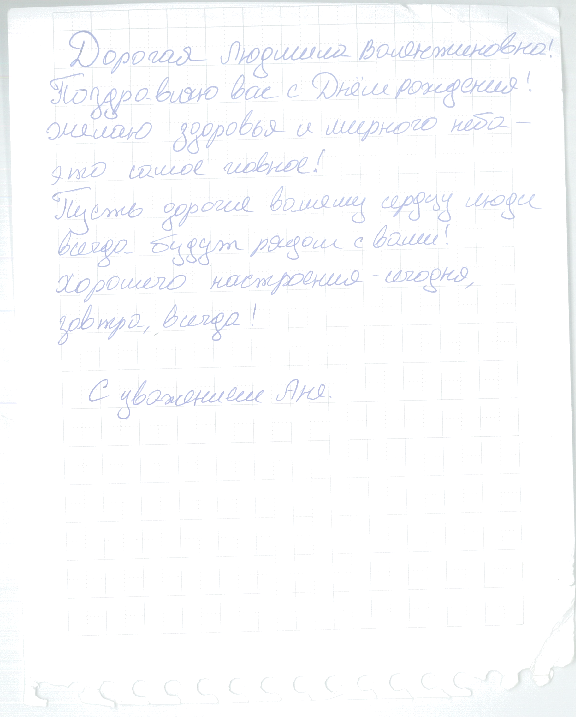 Дорогая Людмила Валентиновна!
Поздравляю вас с Днём рождения!
Желаю здоровья и мирного неба -
это самое главное!
Пусть дорогие вашему сердцу люди
всегда будут рядом с вами!
Хорошего настроения - сегодня,
завтра, всегда!
С уважением Аня.